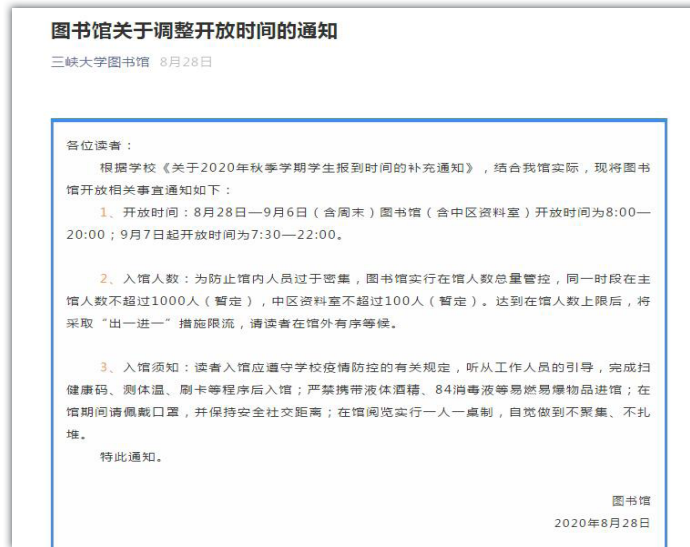 图书馆关于调整开放时间的通知
三峡大学图书馆 8月28日
各位读者：
根据学校《关于2020年秋季学期学生报到时间的补充通知》，结合我馆实际，现将图书
馆开放相关事宜通知如下：
1、开放时间：8月28日—9月6日（含周末）图书馆（含中区资料室）开放时间为8:00—
20:00；9月7日起开放时间为7:30—22:00。
2、入馆人数：为防止馆内人员过于密集，图书馆实行在馆人数总量管控，同一时段在主
馆人数不超过1000人（暂定），中区资料室不超过100人（暂定）。达到在馆人数上限后，将
采取“出一进一”措施限流，请读者在馆外有序等候。
3、入馆须知：读者入馆应遵守学校疫情防控的有关规定，听从工作人员的引导，完成扫
健康码、测体温、刷卡等程序后入馆；严禁携带液体酒精、84消毒液等易燃易爆物品进馆；在
馆期间请佩戴口罩，并保持安全社交距离；在馆阅览实行一人一桌制，自觉做到不聚集、不扎
堆。
特此通知。
图书馆
2020年8月28日